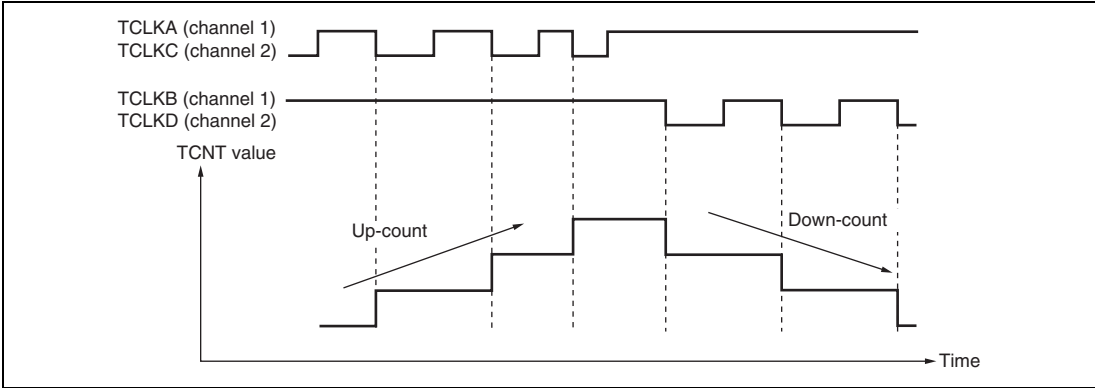 TCLKA (channel 1)
TCLKC (channel 2)
TCLKB (channel 1)
TCLKD (channel 2)
TCNT value
Up-count
Down-count
Time